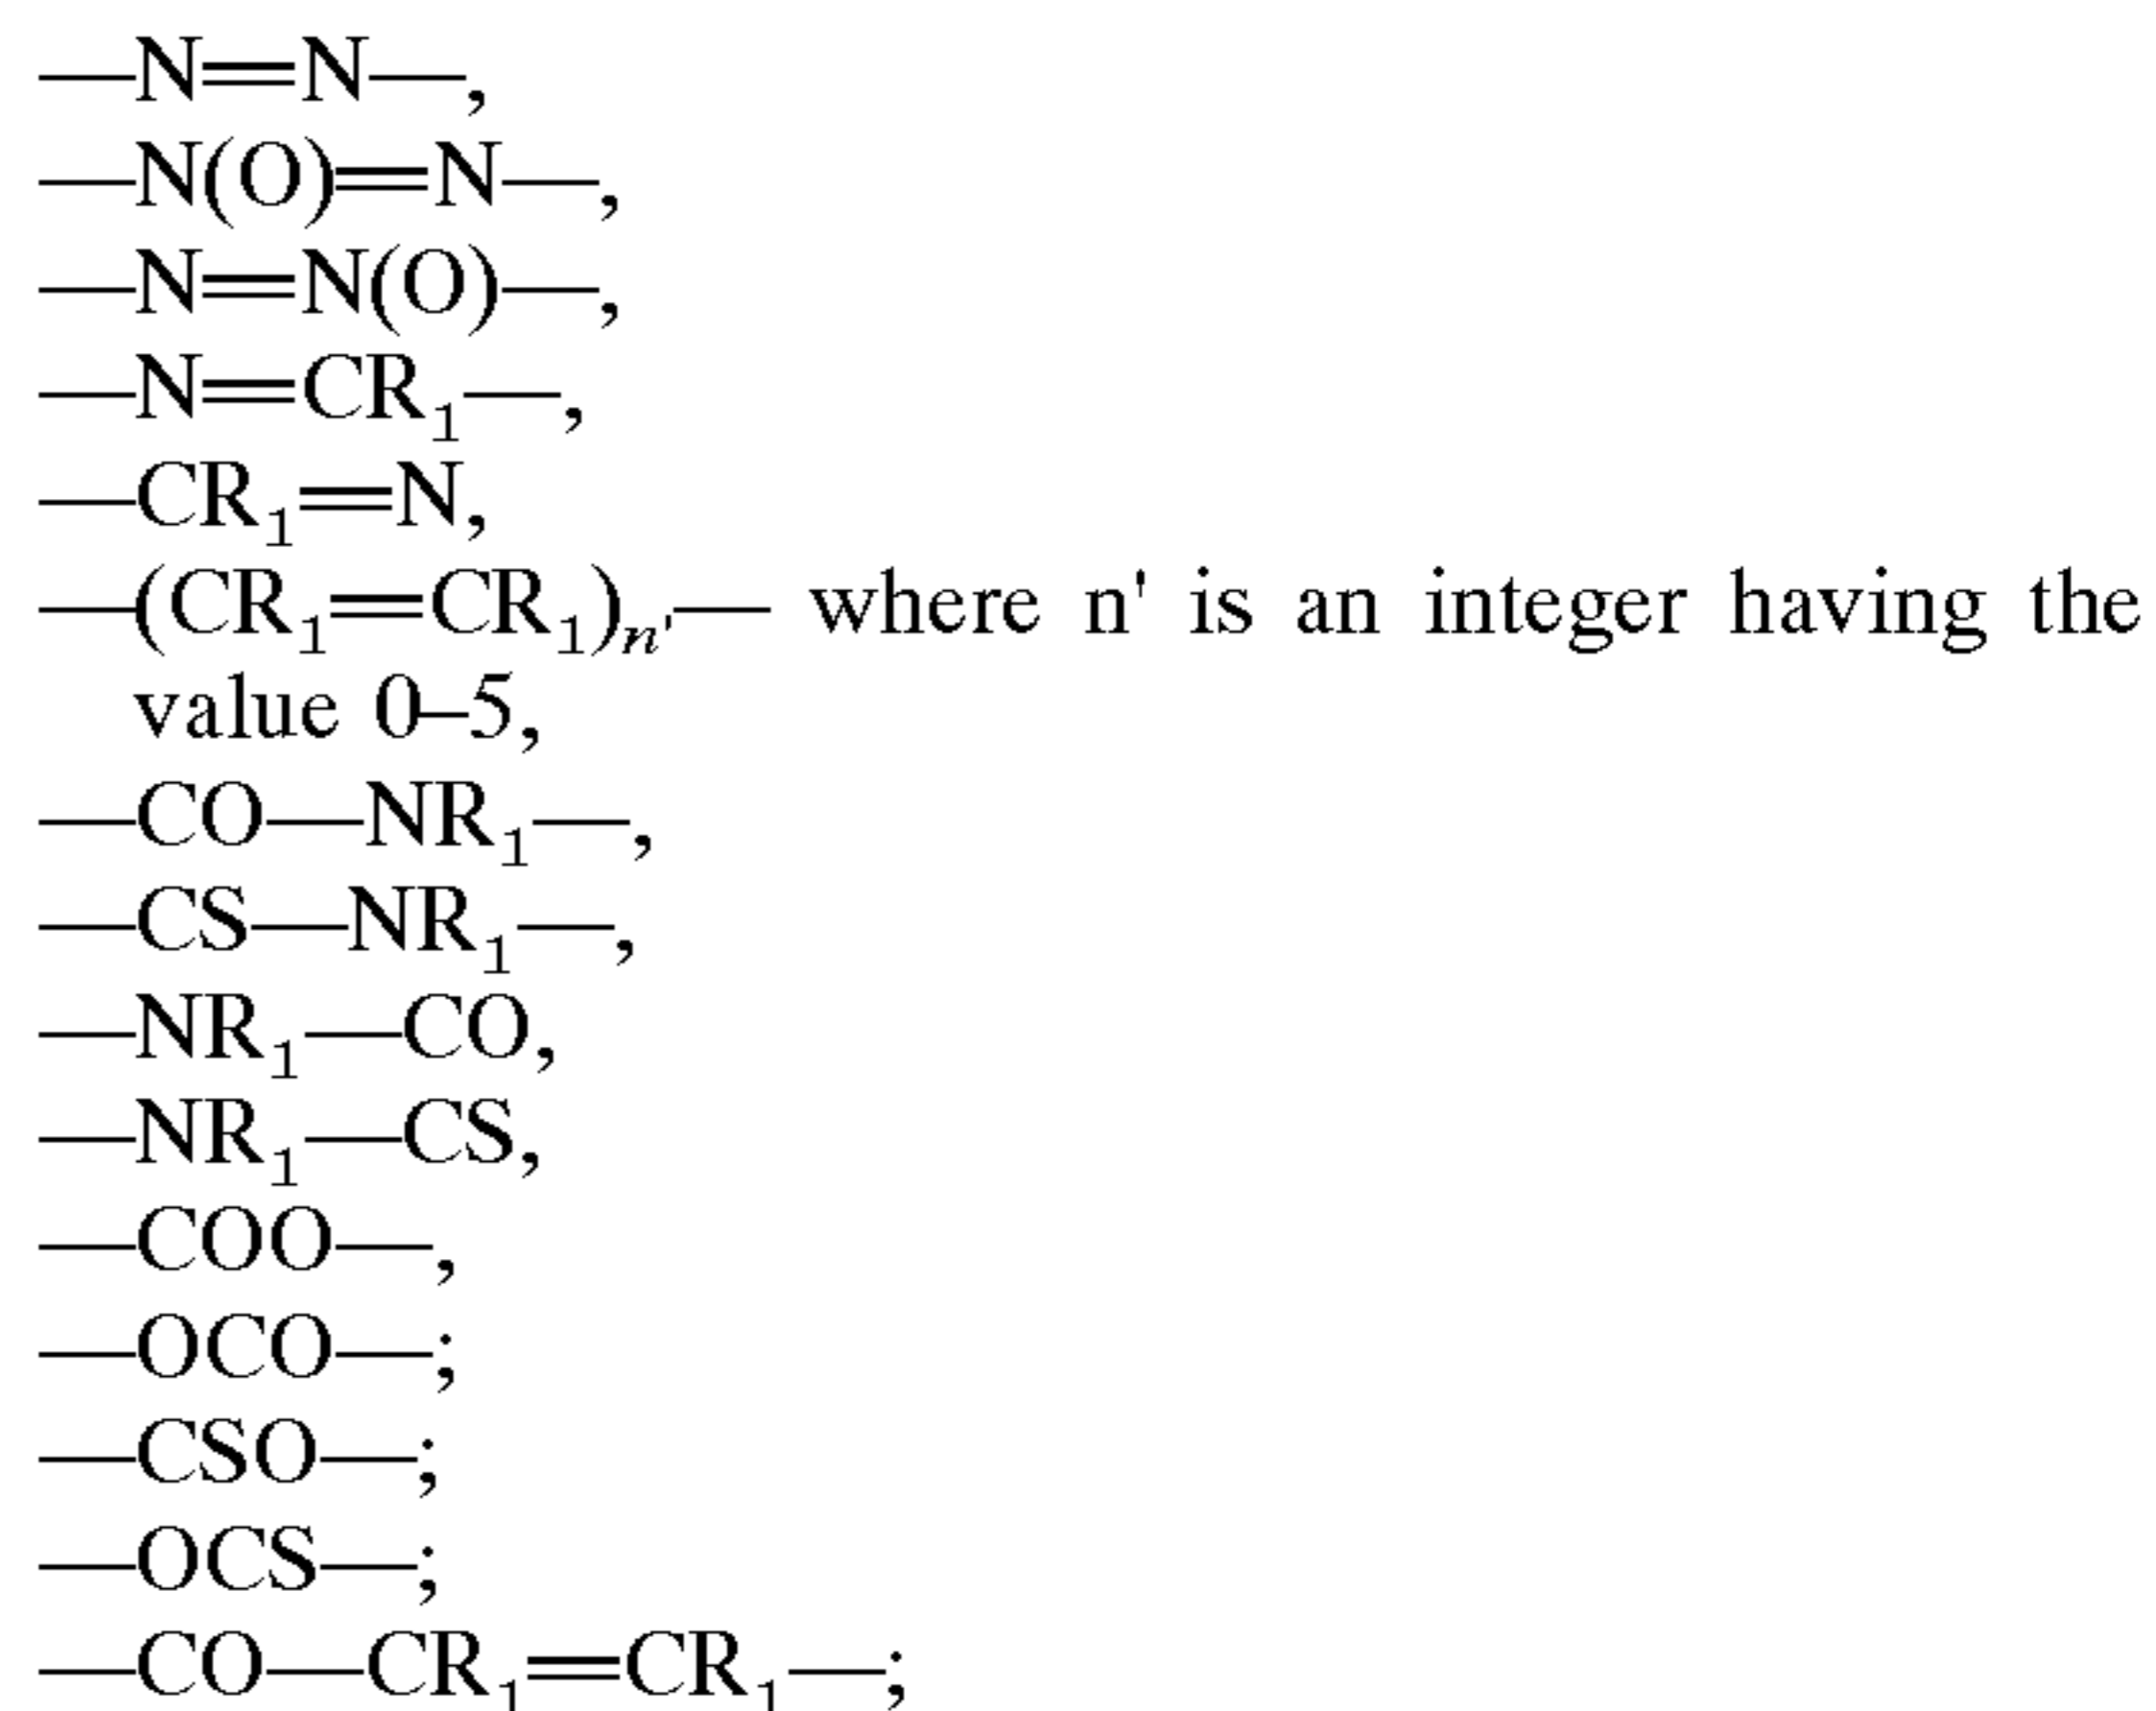 —N═N—,
—N(O)═N—,
—N═N(O)—,
—N═CR₁—,
—CR₁═N,
—(CR₁═CR₁)ₙ'— where n' is an integer having the
value 0–5,
—CO—NR₁—,
—CS—NR₁—,
—NR₁—CO,
—NR₁—CS,
—COO—,
—OCO—;
—CSO—;
—OCS—;
—CO—CR₁═CR₁—;